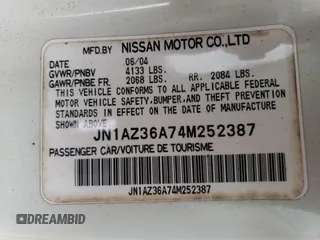 MFD. BY NISSAN MOTOR CO.,LTD
DATE 06/04
GVWR/PNBV 4133 LBS.
GAWR/PNBE FR. 2068 LBS. RR. 2084 LBS.
THIS VEHICLE CONFORMS TO ALL APPLICABLE FEDERAL
MOTOR VEHICLE SAFETY, BUMPER, AND THEFT PREVENTION
STANDARDS IN EFFECT ON THE DATE OF MANUFACTURE
SHOWN ABOVE
JN1AZ36A74M252387
PASSENGER CAR/VOITURE DE TOURISME
JN1AZ36A74M252387
DREAMBID